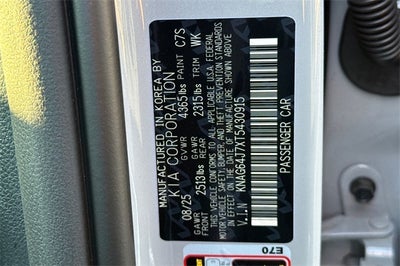 MANUFACTURED IN KOREA BY
KIA CORPORATION
08/25 GVWR 4365lbs PAINT C7S
GAWR FRONT 2513lbs GAWR REAR 2315lbs TRIM WK
THIS VEHICLE CONFORMS TO ALL APPLICABLE U.S.A. FEDERAL
MOTOR VEHICLE SAFETY, BUMPER, AND THEFT PREVENTION STANDARDS
IN EFFECT ON THE DATE OF MANUFACTURE SHOWN ABOVE
V.I.N KNAG64J7XT5430915
PASSENGER CAR
E70